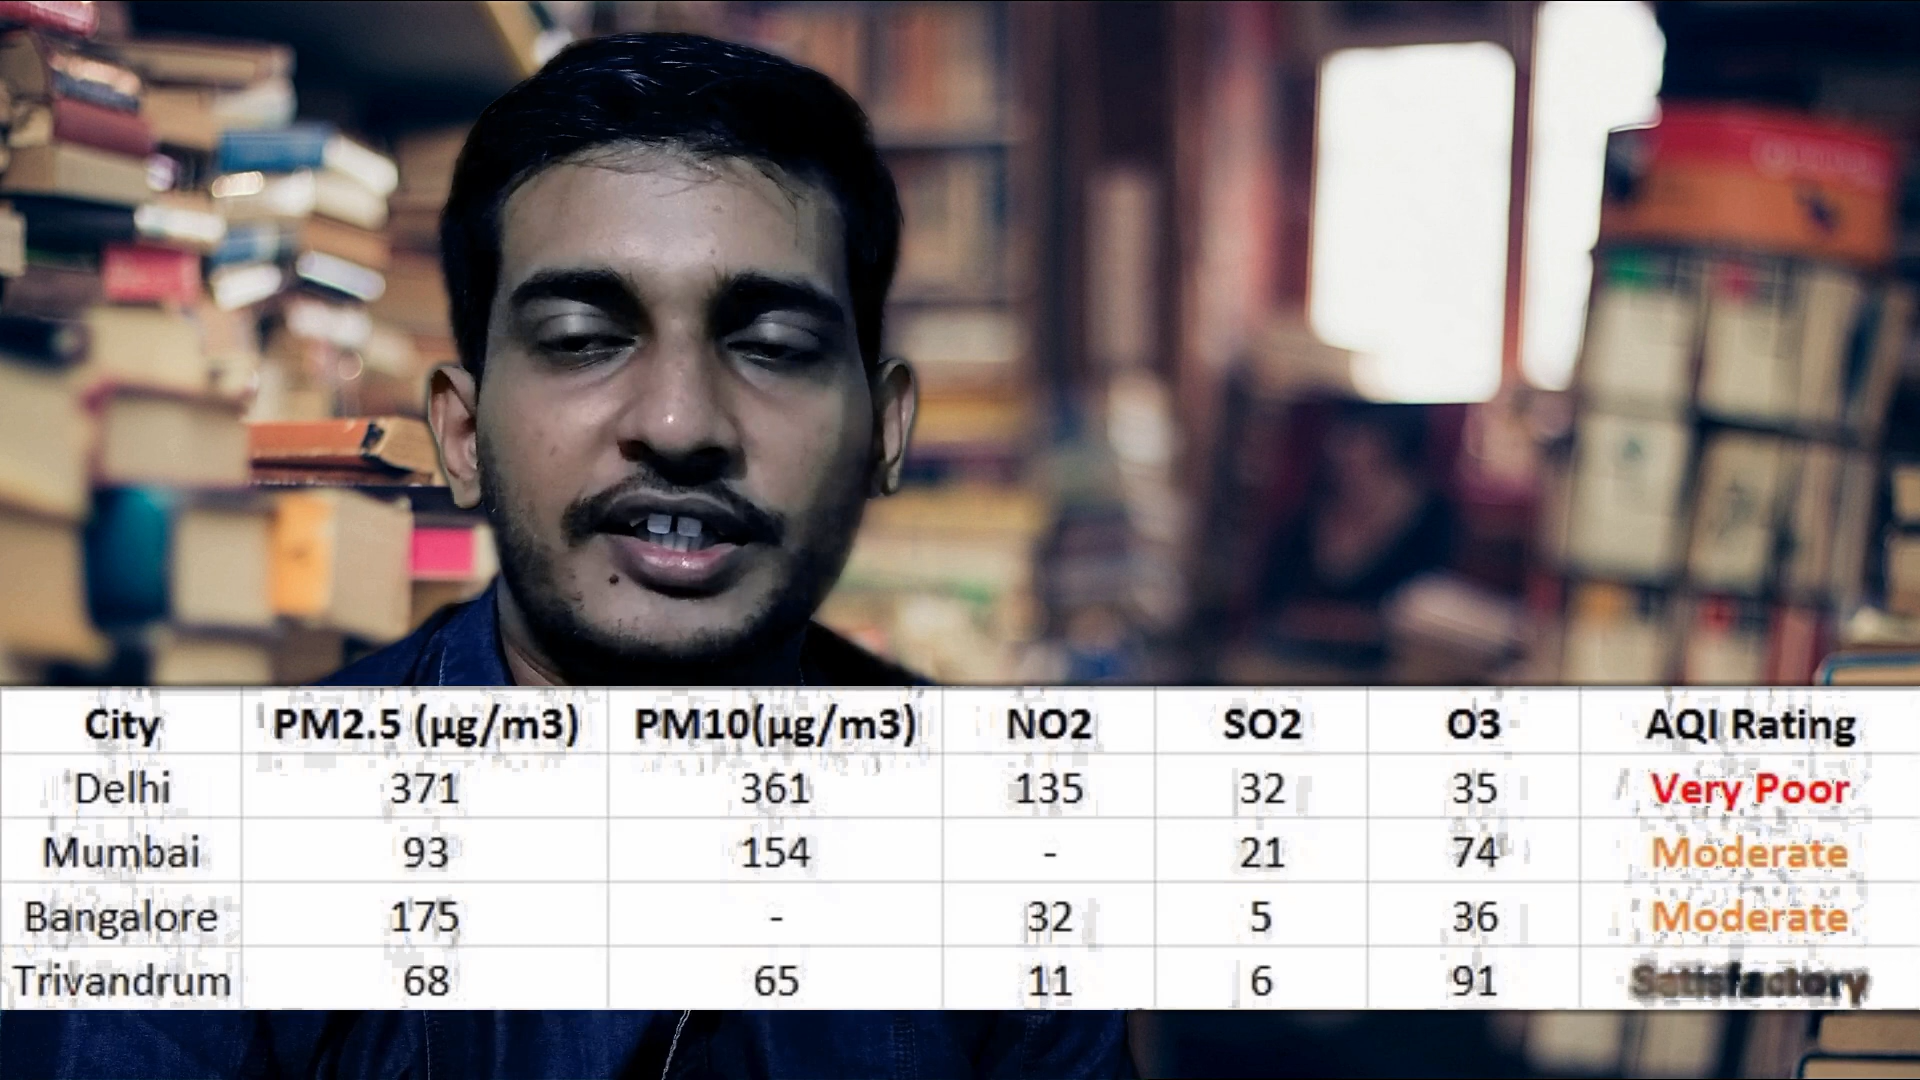 City PM2.5 (µg/m3) PM10(µg/m3) NO2 SO2 O3 AQI Rating
Delhi 371 361 135 32 35 Very Poor
Mumbai 93 154 - 21 74 Moderate
Bangalore 175 - 32 5 36 Moderate
Trivandrum 68 65 11 6 91 Satisfactory